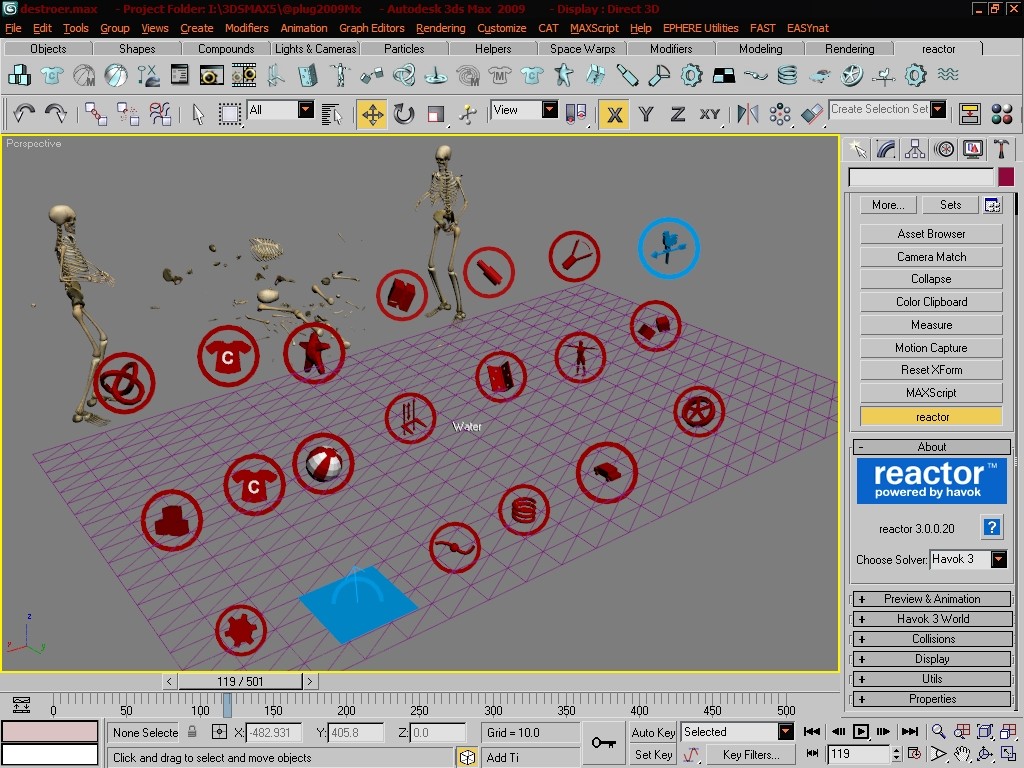 destroer.max - Project Folder: I:\3DSMAX5\@plug2009Mx - Autodesk 3ds Max 2009 - Display : Direct 3D
File Edit Tools Group Views Create Modifiers Animation Graph Editors Rendering Customize CAT MAXScript Help EPHERE Utilities FAST EASYnat
Objects Shapes Compounds Lights & Cameras Particles Helpers Space Warps Modifiers Modeling Rendering reactor
All View X Y Z XY Create Selection Set
Perspective
More... Sets
Asset Browser
Camera Match
Collapse
Color Clipboard
Measure
Motion Capture
Reset XForm
MAXScript
reactor
C
Water
C
- About
reactor™
powered by havok
reactor 3.0.0.20 ?
Choose Solver: Havok 3
+ Preview & Animation
+ Havok 3 World
+ Collisions
+ Display
+ Utils
+ Properties
z
y
< 119 / 501 >
0 50 100 150 200 250 300 350 400 450 500
None Selecte X: -482.931 Y: 405.8 Z: 0.0 Grid = 10.0 Auto Key Selected
Click and drag to select and move objects Add Ti Set Key Key Filters... 119